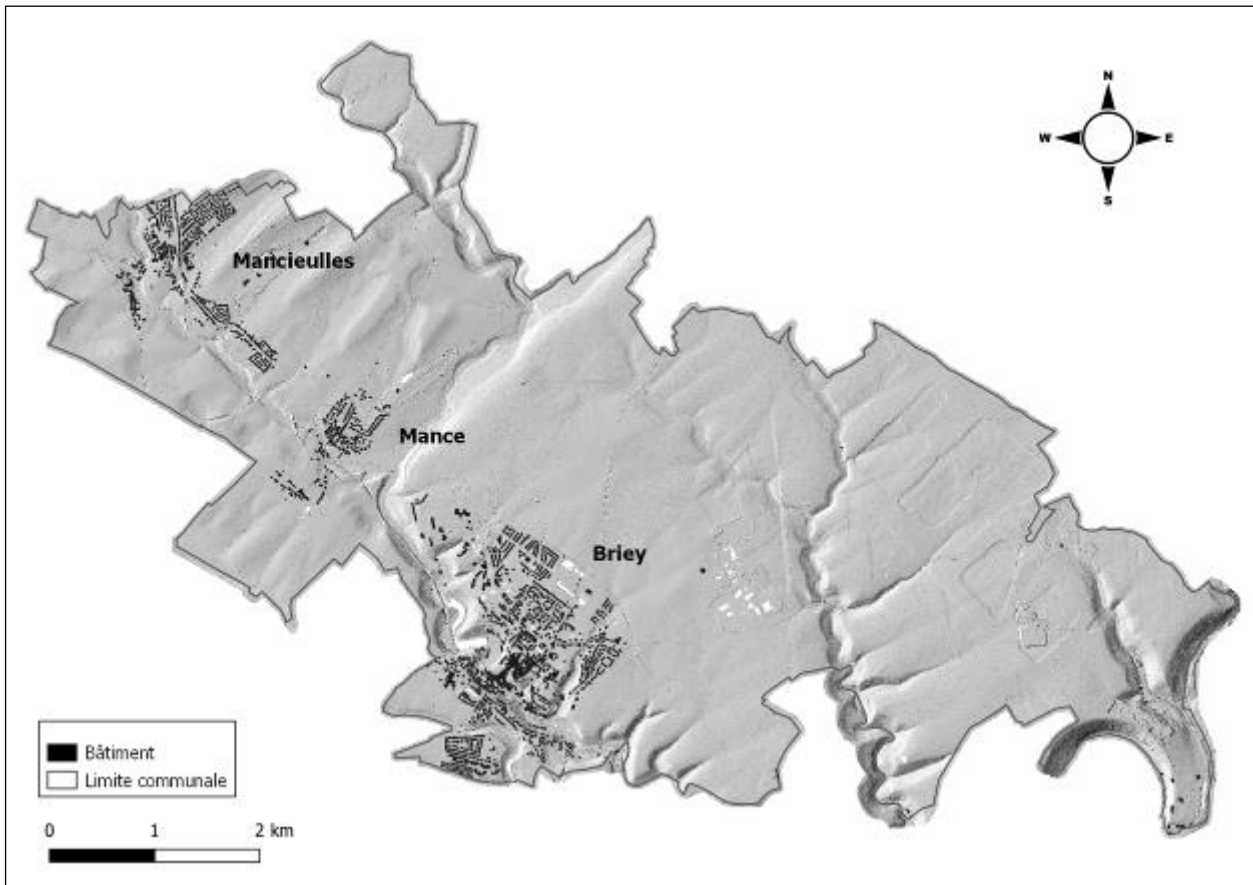 N
W E
S
Mancieulles
Mance
Briey
Bâtiment
Limite communale
0 1 2 km